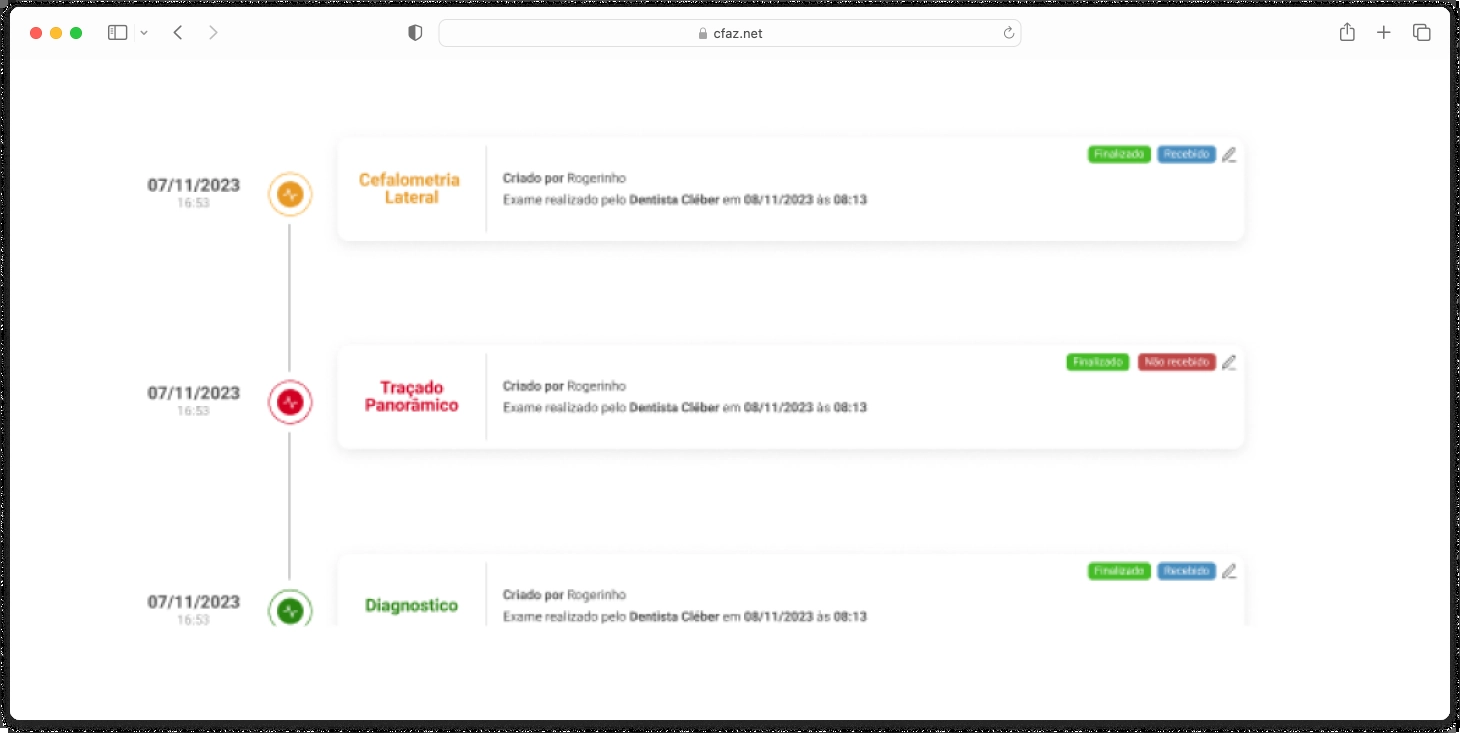 cfaz.net
Finalizado Recebido
07/11/2023
16:53
Cefalometria
Lateral
Criado por Rogerinho
Exame realizado pelo Dentista Cléber em 08/11/2023 às 08:13
Finalizado Não recebido
07/11/2023
16:53
Traçado
Panorâmico
Criado por Rogerinho
Exame realizado pelo Dentista Cléber em 08/11/2023 às 08:13
Finalizado Recebido
07/11/2023
16:53
Diagnostico
Criado por Rogerinho
Exame realizado pelo Dentista Cléber em 08/11/2023 às 08:13